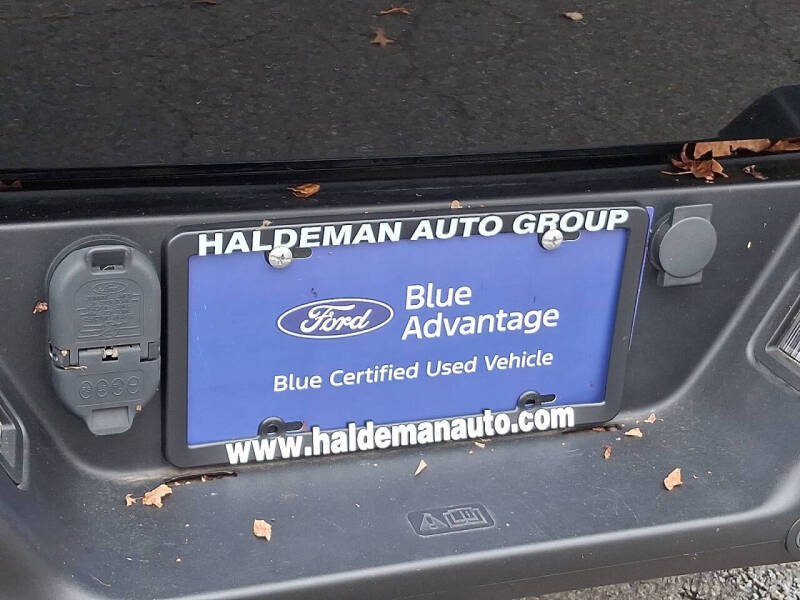 HALDEMAN AUTO GROUP
Ford
Blue
Advantage
Blue Certified Used Vehicle
www.haldemanauto.com